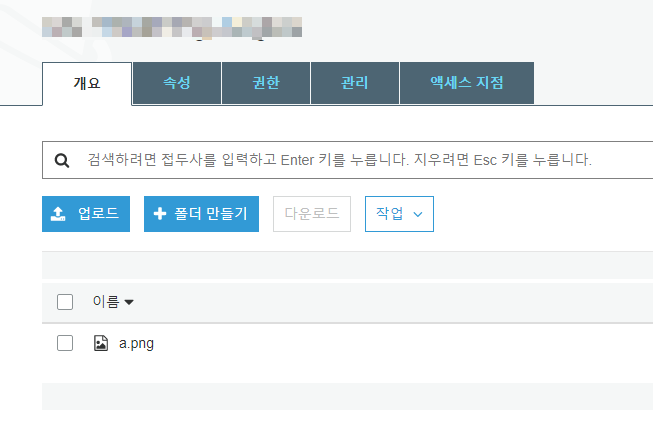 개요 속성 권한 관리 액세스 지점
검색하려면 접두사를 입력하고 Enter 키를 누릅니다. 지우려면 Esc 키를 누릅니다.
업로드 폴더 만들기 다운로드 작업
이름
a.png